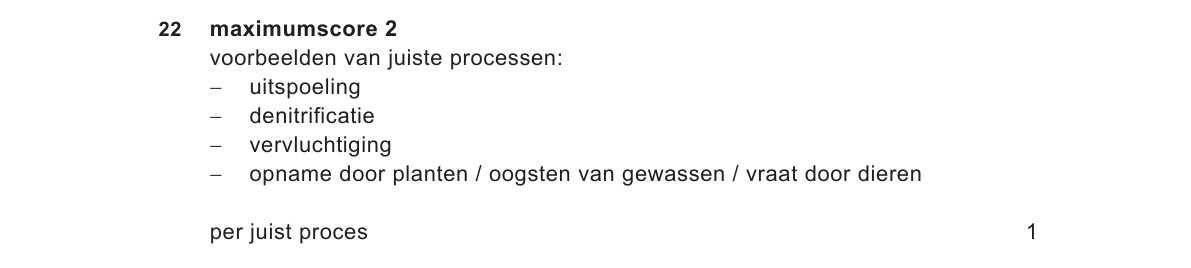 22 maximumscore 2
voorbeelden van juiste processen:
– uitspoeling
– denitrificatie
– vervluchtiging
– opname door planten / oogsten van gewassen / vraat door dieren
per juist proces 1